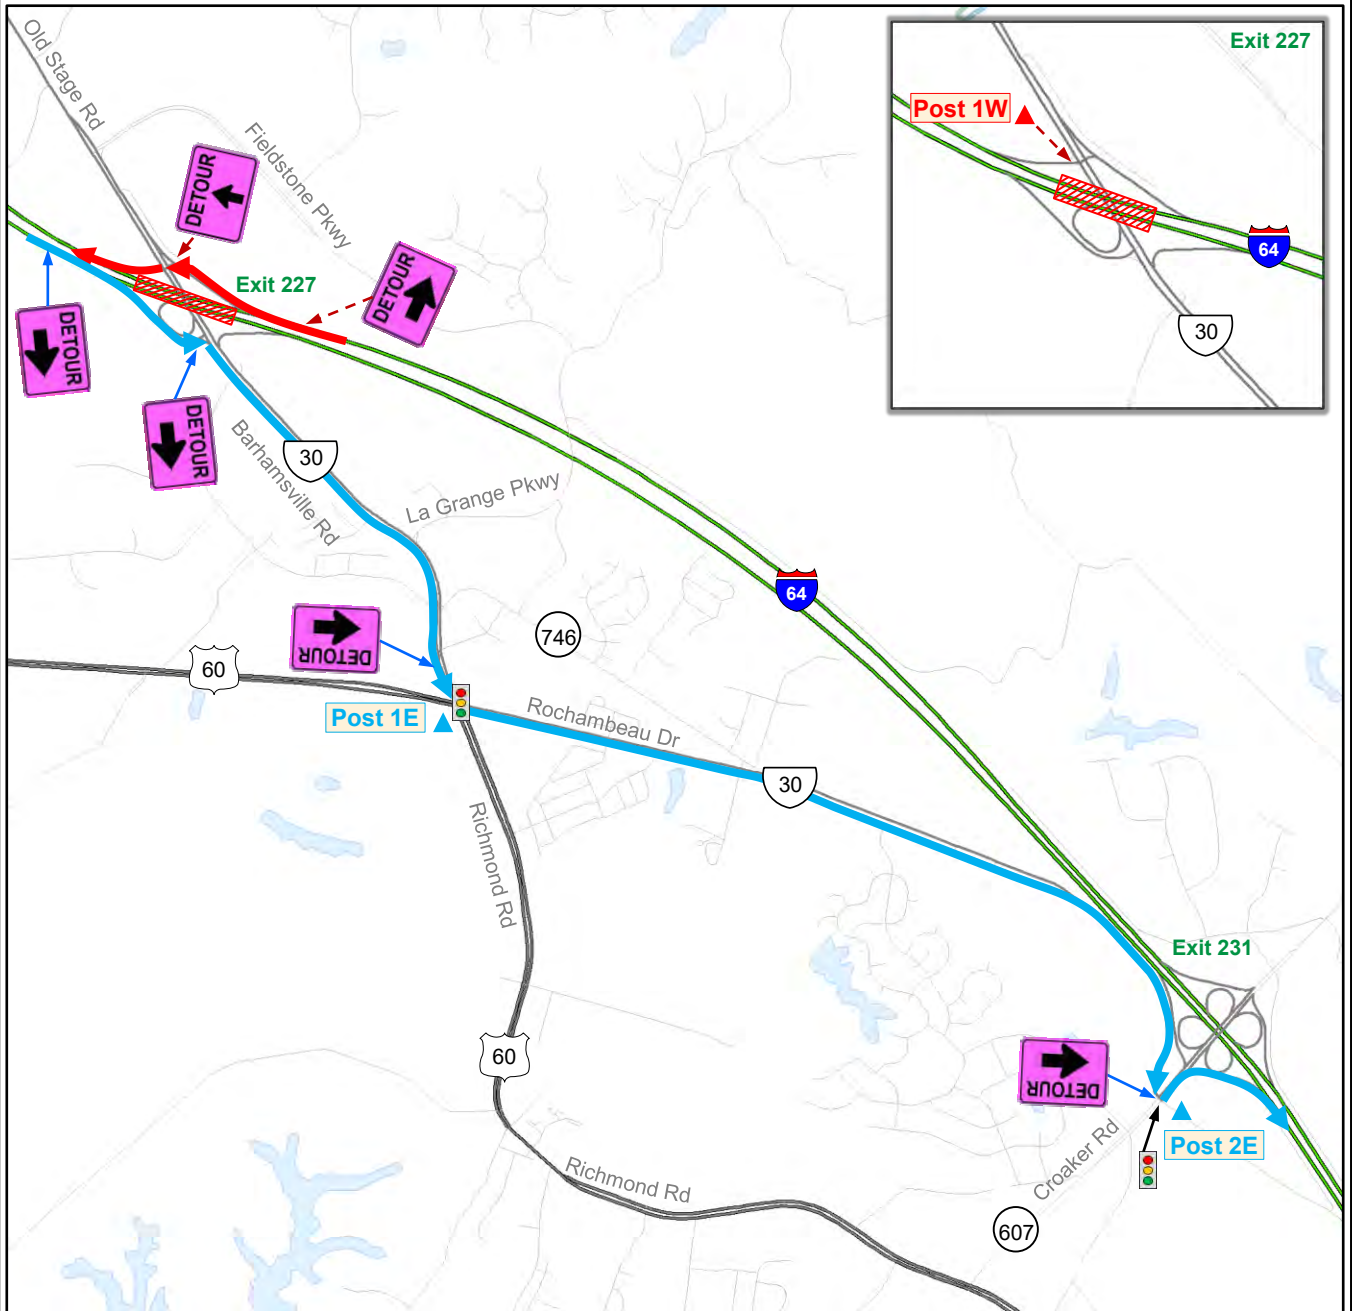 Old Stage Rd
Fieldstone Pkwy
DETOUR
Exit 227
DETOUR
DETOUR
DETOUR
Barhamsville Rd
30
La Grange Pkwy
64
DETOUR
746
60
Post 1E
Rochambeau Dr
30
Richmond Rd
Exit 231
60
DETOUR
Post 2E
Croaker Rd
Richmond Rd
607
Exit 227
Post 1W
64
30